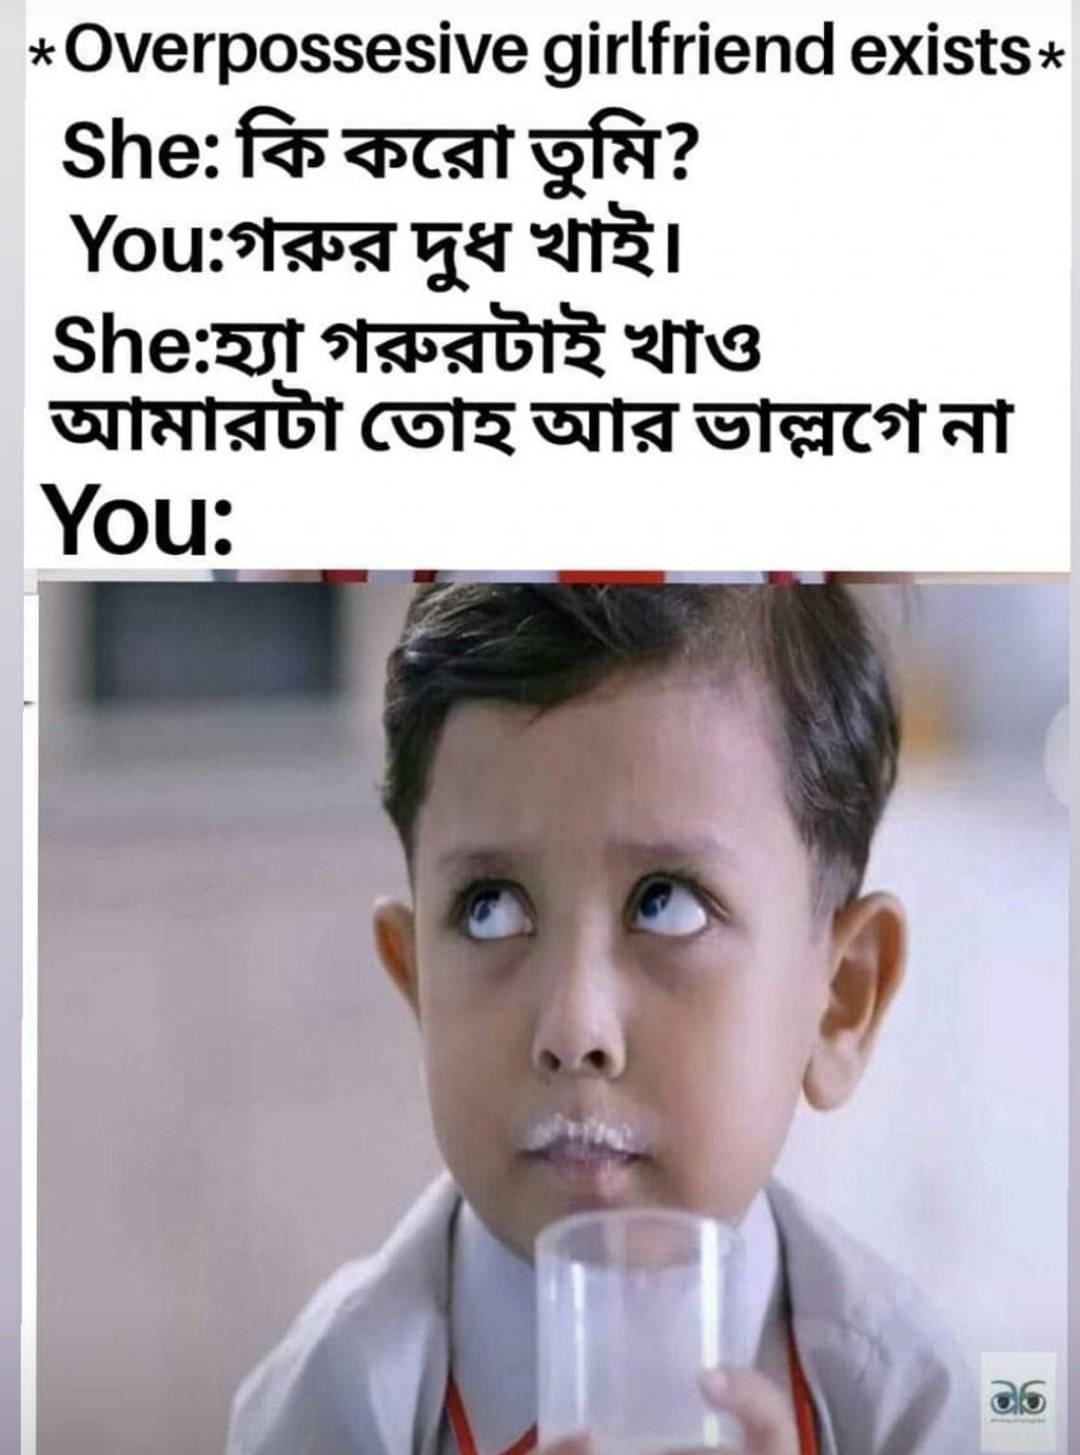 *Overpossesive girlfriend exists*
She: কি করো তুমি?
You:গরুর দুধ খাই।
She:হ্যা গরুরটাই খাও
আমারটা তোহ আর ভাল্লগে না
You: